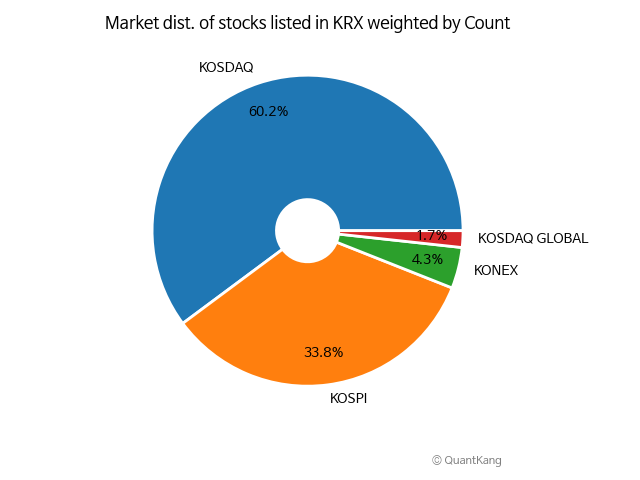 Market dist. of stocks listed in KRX weighted by Count
KOSDAQ
60.2%
1.7%
KOSDAQ GLOBAL
4.3%
KONEX
33.8%
KOSPI
© QuantKang